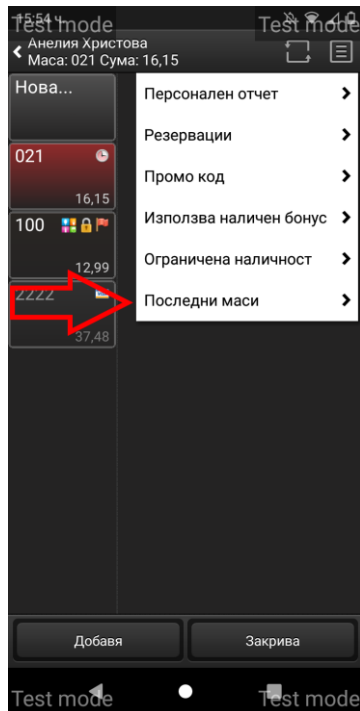 15:54 ч.
Test mode
Test mode
Анелия Христова
Маса: 021 Сума: 16,15
Нова...
021
16,15
100
12,99
2222
37,48
Персонален отчет
Резервации
Промо код
Използва наличен бонус
Ограничена наличност
Последни маси
Добавя
Закрива
Test mode
Test mode